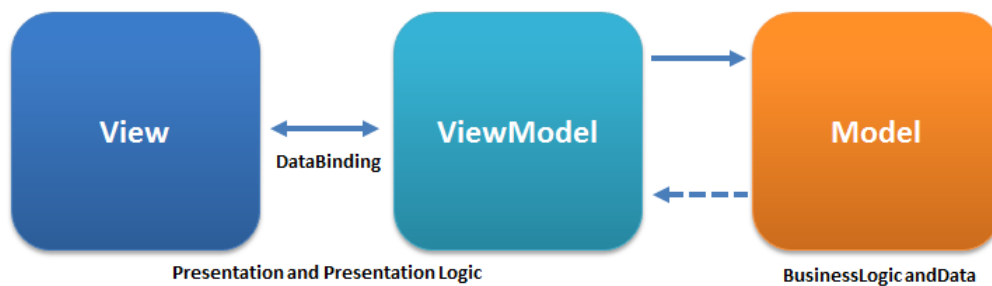 View
ViewModel
Model
DataBinding
Presentation and Presentation Logic
BusinessLogic andData